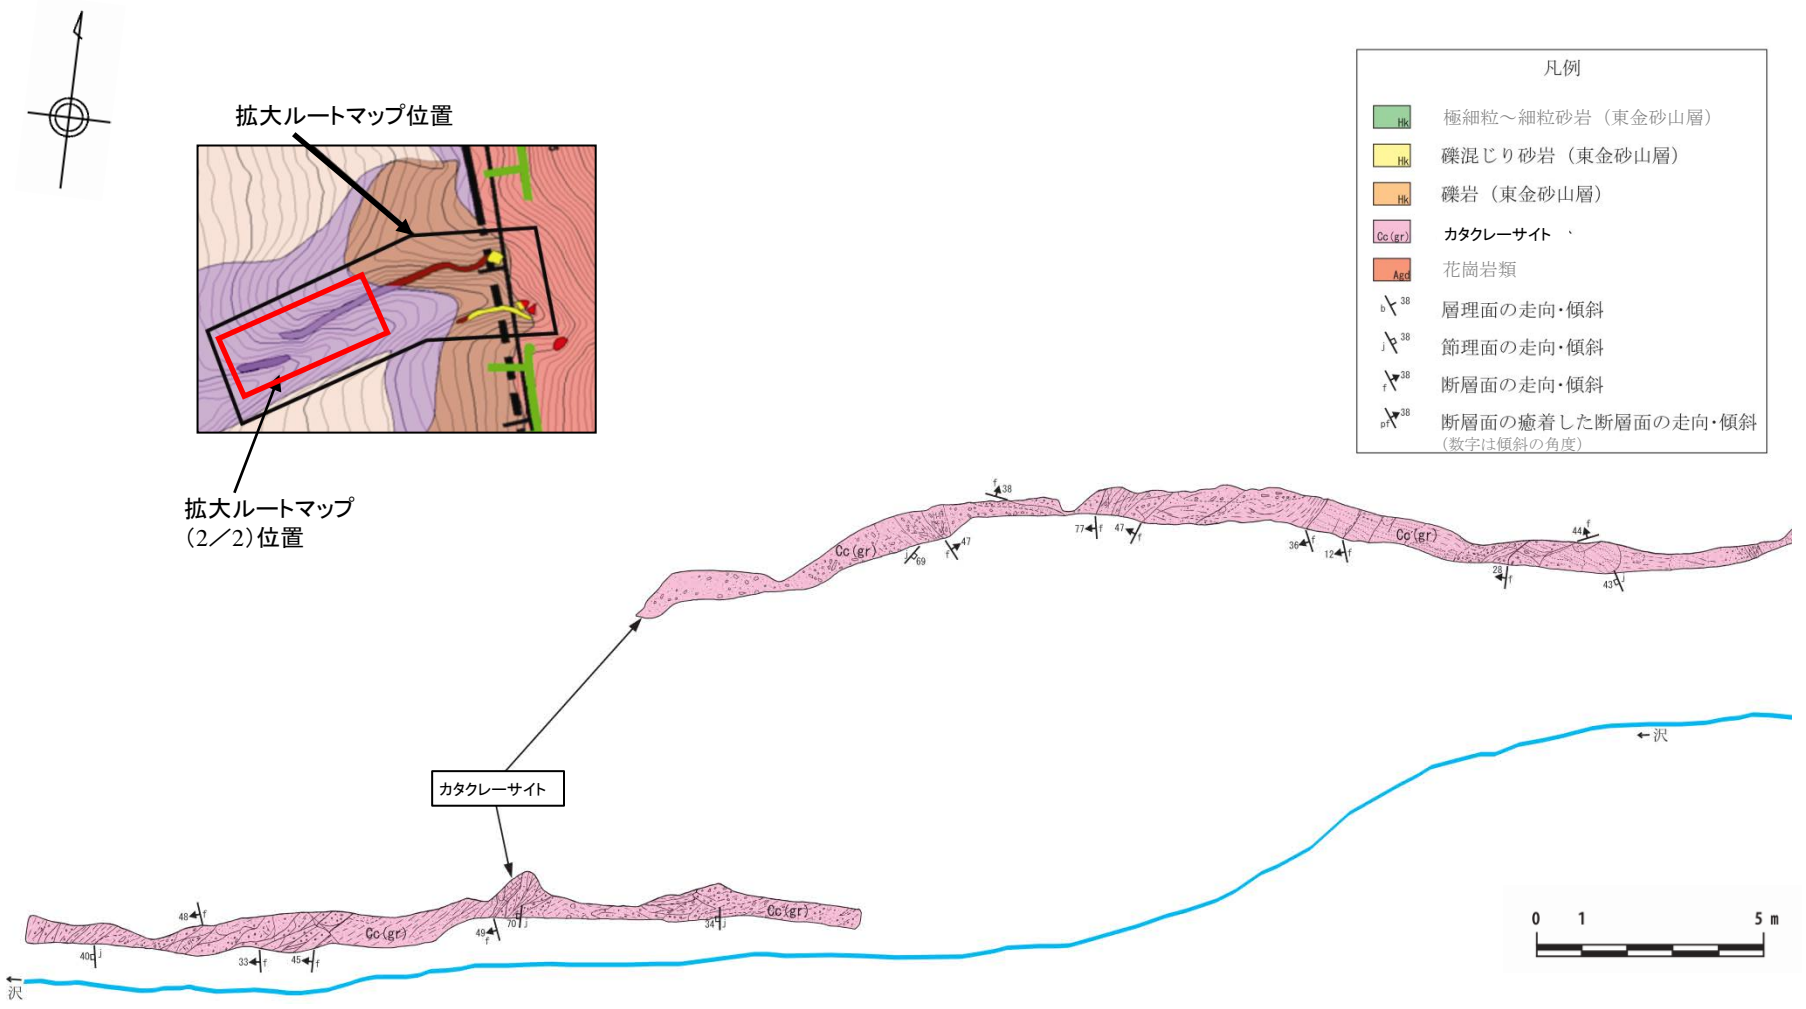 拡大ルートマップ位置
拡大ルートマップ
(2／2)位置
凡例
Hk 極細粒～細粒砂岩（東金砂山層）
Hk 礫混じり砂岩（東金砂山層）
Hk 礫岩（東金砂山層）
Cc(gr) カタクレーサイト
Agd 花崗岩類
b 38 層理面の走向･傾斜
j 38 節理面の走向･傾斜
f 38 断層面の走向･傾斜
pf 38 断層面の癒着した断層面の走向･傾斜
(数字は傾斜の角度)
f 38
Cc(gr)
j 69
f 47
77 f
47 f
36 f
12 f
Cc(gr)
44 f
28 f
43 j
←沢
カタクレーサイト
48 f
40 j
33 f
45 f
Cc(gr)
49 f
70 j
34 j
Cc(gr)
←沢
0 1 5 m